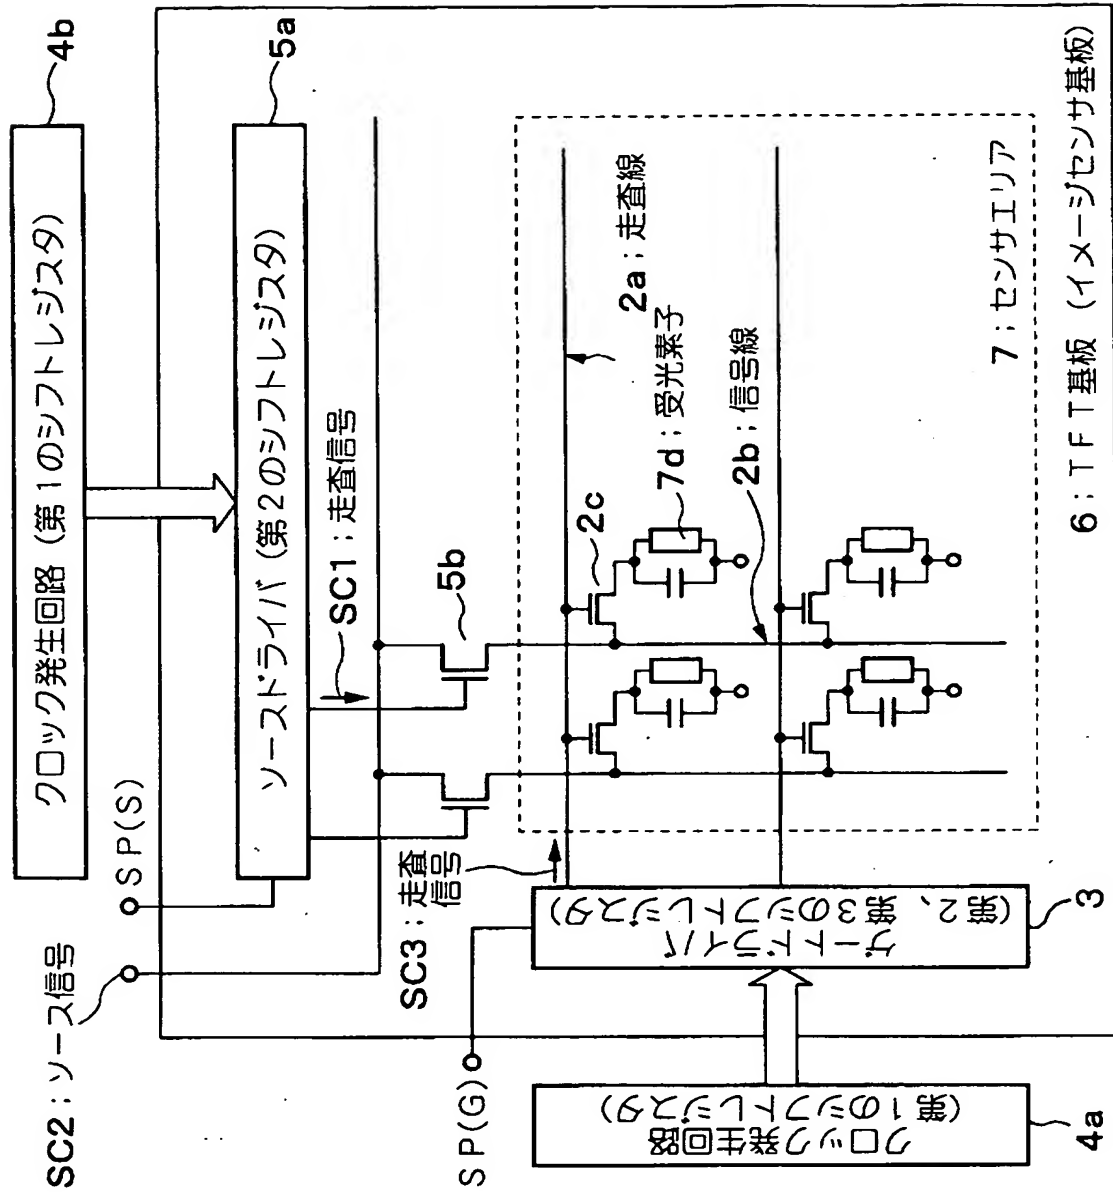 4b
クロック発生回路(第1のシフトレジスタ)
5a
ソースドライバ(第2のシフトレジスタ)
SP(S)
SC2:ソース信号
SC1:走査信号
5b
SC3:走査
信号
SP(G)
2a:走査線
2c
7d:受光素子
2b:信号線
7:センサエリア
ゲートドライバ
(第2、
第3のシフトレジスタ)
3
クロック発生回路
(第1のシフトレジスタ)
4a
6:TFT基板(イメージセンサ基板)